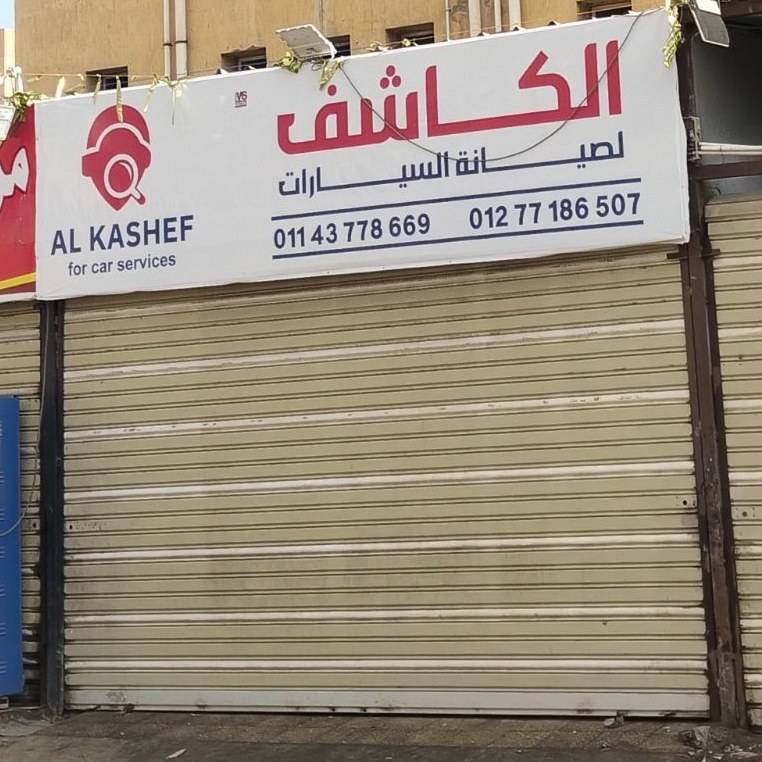 الكاشف
لصيانة السيارات
011 43 778 669 012 77 186 507
AL KASHEF
for car services